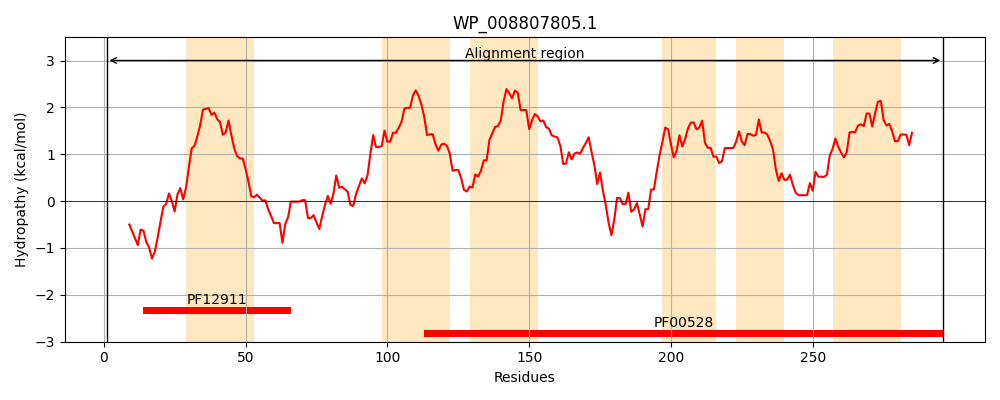 WP_008807805.1
Alignment region
Hydropathy (kcal/mol)
3
2
1
0
−1
−2
−3
PF12911
PF00528
0
50
100
150
200
250
Residues